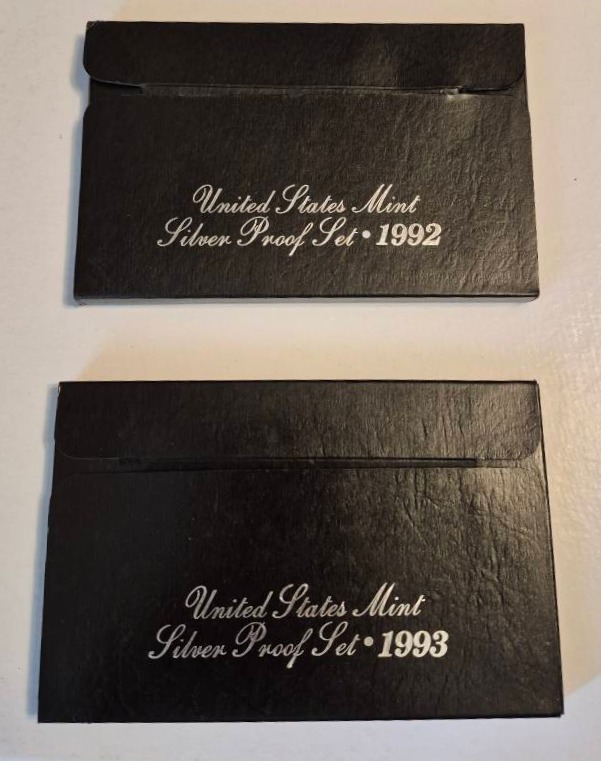 United States Mint
Silver Proof Set • 1992
United States Mint
Silver Proof Set • 1993